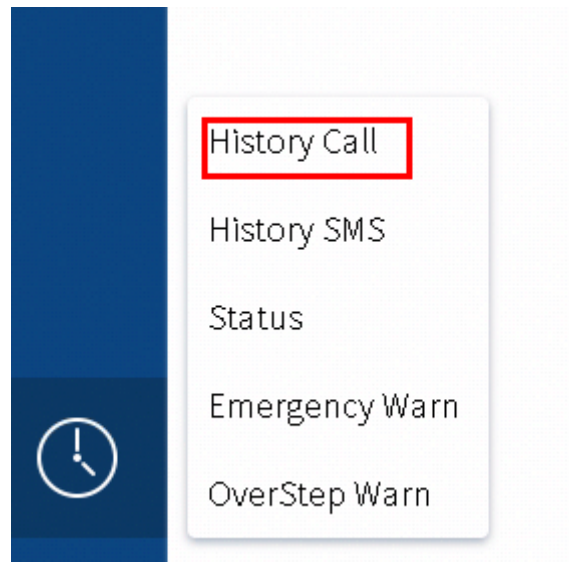 History Call
History SMS
Status
Emergency Warn
OverStep Warn